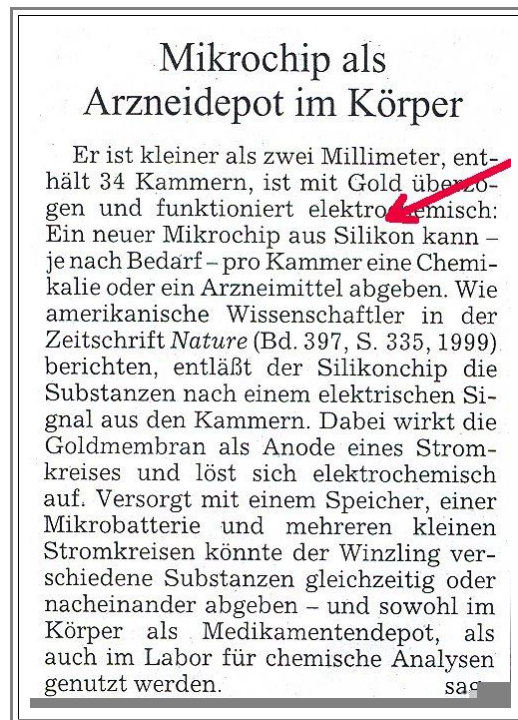 Mikrochip als
Arzneidepot im Körper
Er ist kleiner als zwei Millimeter, ent-
hält 34 Kammern, ist mit Gold überzo-
gen und funktioniert elektrochemisch:
Ein neuer Mikrochip aus Silikon kann –
je nach Bedarf – pro Kammer eine Chemi-
kalie oder ein Arzneimittel abgeben. Wie
amerikanische Wissenschaftler in der
Zeitschrift Nature (Bd. 397, S. 335, 1999)
berichten, entläßt der Silikonchip die
Substanzen nach einem elektrischen Si-
gnal aus den Kammern. Dabei wirkt die
Goldmembran als Anode eines Strom-
kreises und löst sich elektrochemisch
auf. Versorgt mit einem Speicher, einer
Mikrobatterie und mehreren kleinen
Stromkreisen könnte der Winzling ver-
schiedene Substanzen gleichzeitig oder
nacheinander abgeben – und sowohl im
Körper als Medikamentendepot, als
auch im Labor für chemische Analysen
genutzt werden.